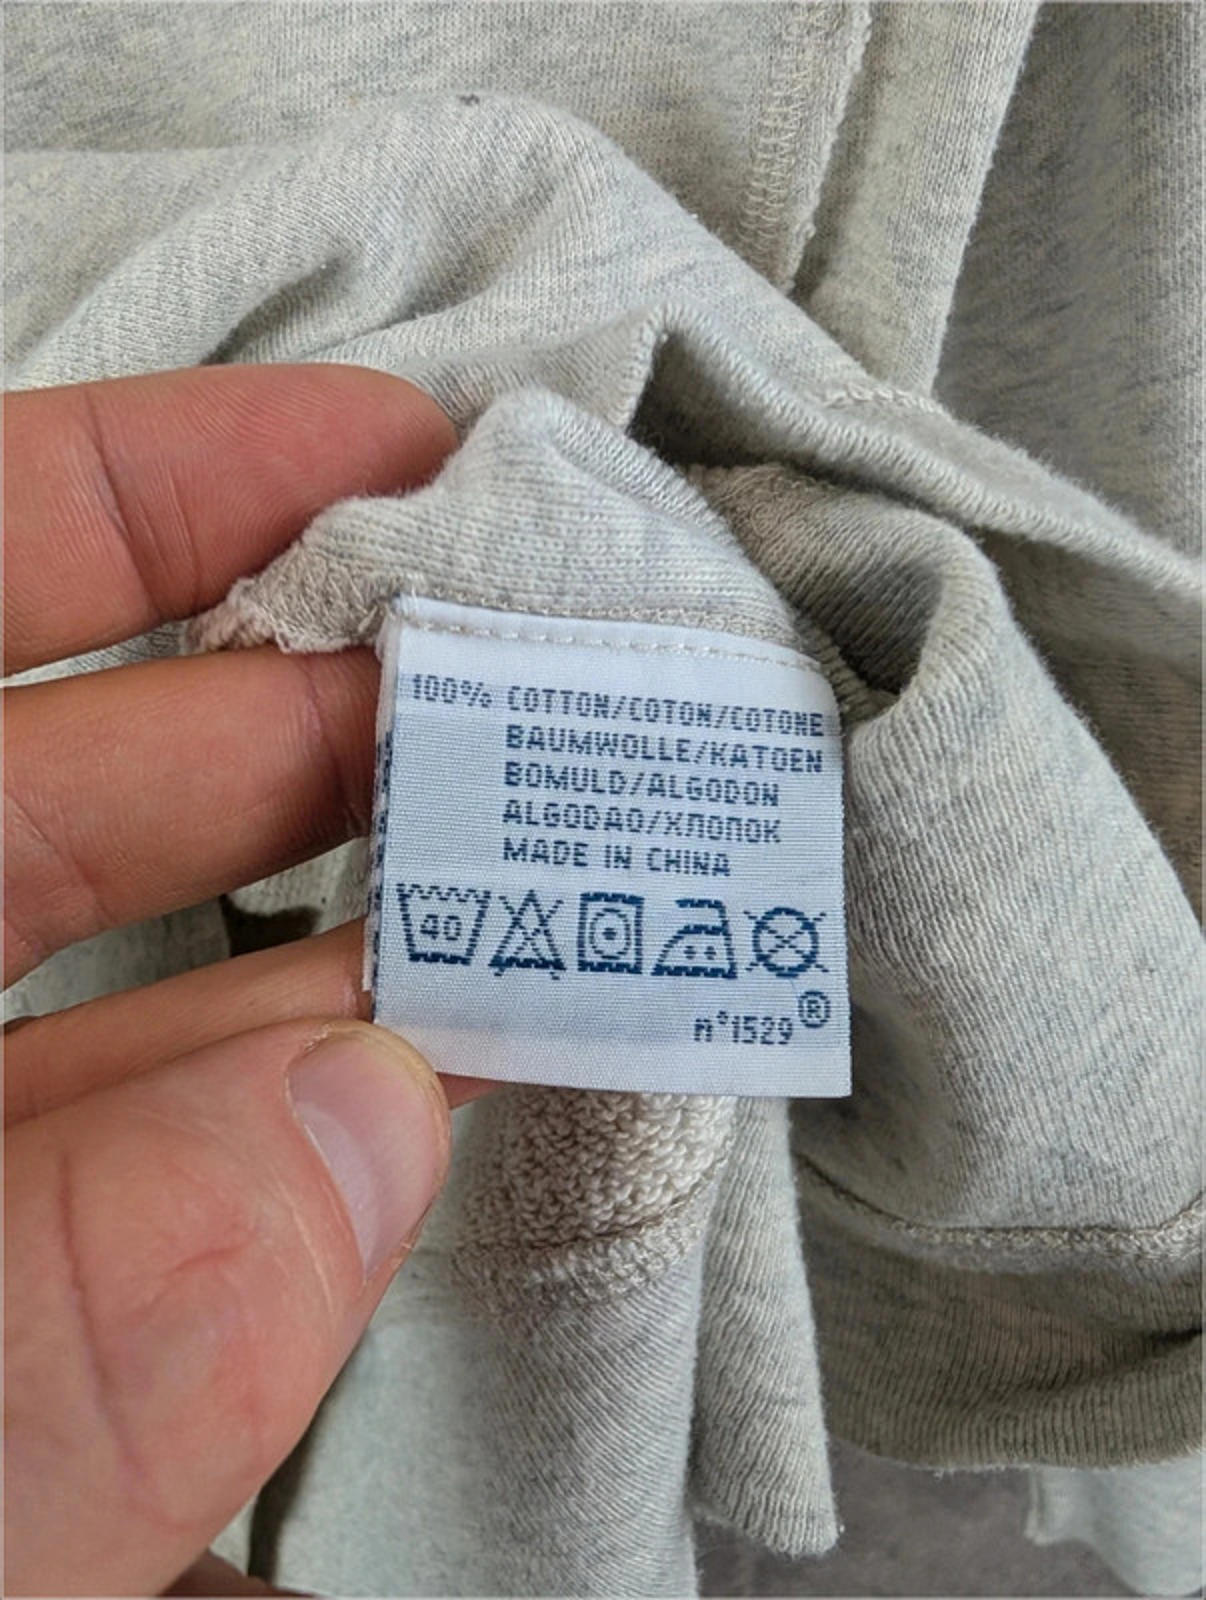 100% COTTON/COTON/COTONE
BAUMWOLLE/KATOEN
BOMULD/ALGODON
ALGODAO/ХЛОПОК
MADE IN CHINA
40
n°1529®